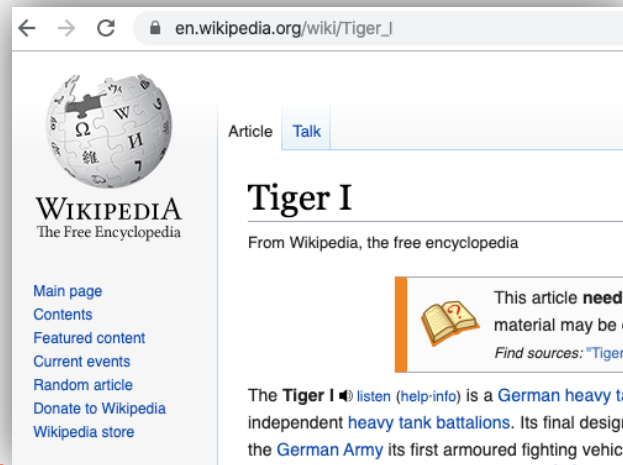 en.wikipedia.org/wiki/Tiger_I
Article Talk
WIKIPEDIA
The Free Encyclopedia
Main page
Contents
Featured content
Current events
Random article
Donate to Wikipedia
Wikipedia store
Tiger I
From Wikipedia, the free encyclopedia
This article need
material may be
Find sources: "Tiger
The Tiger I listen (help·info) is a German heavy
independent heavy tank battalions. Its final
the German Army its first armoured fighting